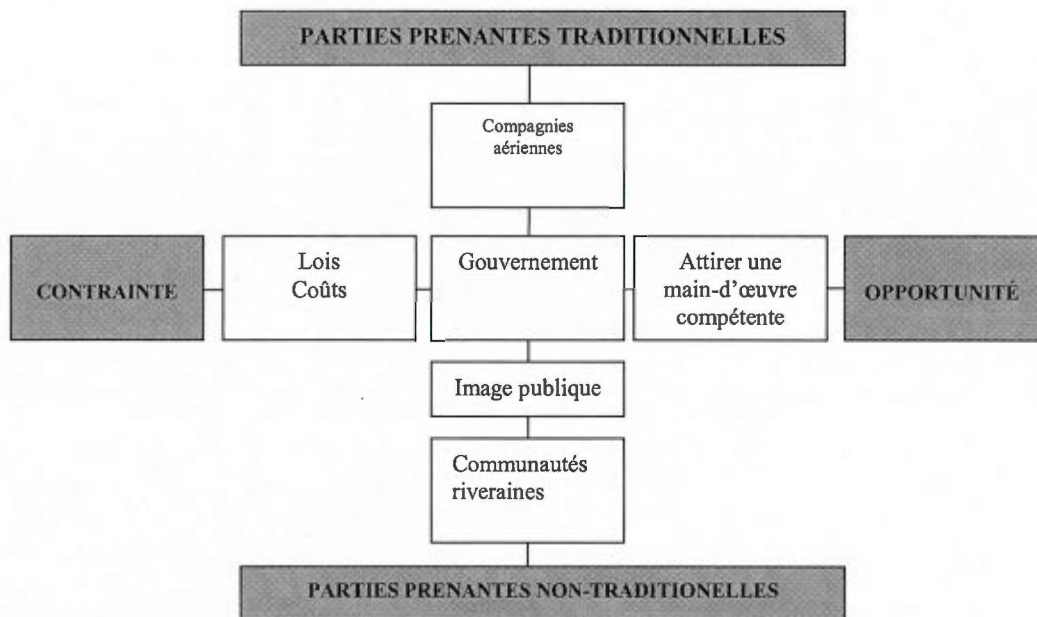 PARTIES PRENANTES TRADITIONNELLES
Compagnies
aériennes
CONTRAINTE
Lois
Coûts
Gouvernement
Attirer une
main-d'œuvre
compétente
OPPORTUNITÉ
Image publique
Communautés
riveraines
PARTIES PRENANTES NON-TRADITIONELLES